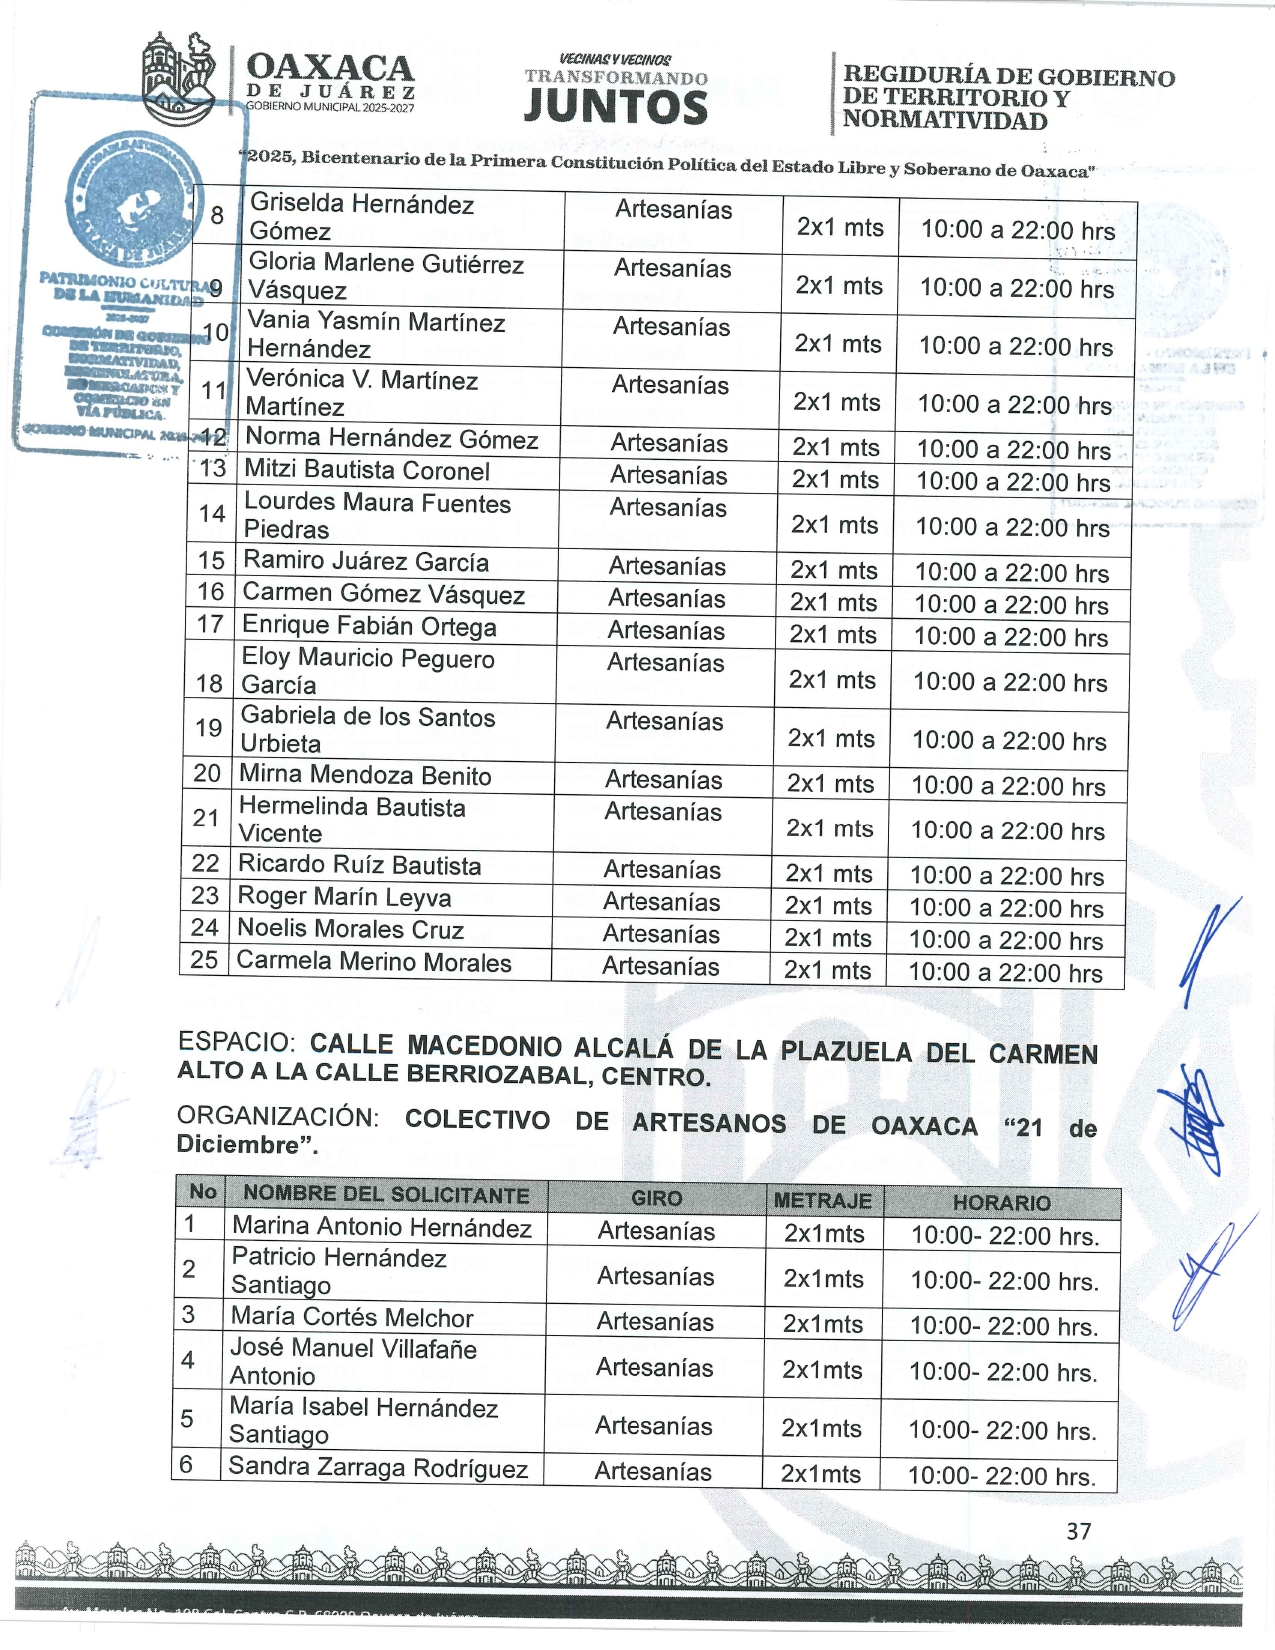 OAXACA
DE JUÁREZ
GOBIERNO MUNICIPAL 2025-2027
VECINAS Y VECINOS
TRANSFORMANDO
JUNTOS
REGIDURÍA DE GOBIERNO
DE TERRITORIO Y
NORMATIVIDAD
"2025, Bicentenario de la Primera Constitución Política del Estado Libre y Soberano de Oaxaca"
PATRIMONIO CULTURAL
DE LA HUMANIDAD
2025-2027
COMISIÓN DE GOBIERNO
DE TERRITORIO,
NORMATIVIDAD,
DE MERCADOS Y
COMERCIO EN
VÍA PÚBLICA.
GOBIERNO MUNICIPAL 2025-2027
8 Griselda Hernández Gómez Artesanías 2x1 mts 10:00 a 22:00 hrs
9 Gloria Marlene Gutiérrez Vásquez Artesanías 2x1 mts 10:00 a 22:00 hrs
10 Vania Yasmín Martínez Hernández Artesanías 2x1 mts 10:00 a 22:00 hrs
11 Verónica V. Martínez Martínez Artesanías 2x1 mts 10:00 a 22:00 hrs
12 Norma Hernández Gómez Artesanías 2x1 mts 10:00 a 22:00 hrs
13 Mitzi Bautista Coronel Artesanías 2x1 mts 10:00 a 22:00 hrs
14 Lourdes Maura Fuentes Piedras Artesanías 2x1 mts 10:00 a 22:00 hrs
15 Ramiro Juárez García Artesanías 2x1 mts 10:00 a 22:00 hrs
16 Carmen Gómez Vásquez Artesanías 2x1 mts 10:00 a 22:00 hrs
17 Enrique Fabián Ortega Artesanías 2x1 mts 10:00 a 22:00 hrs
18 Eloy Mauricio Peguero García Artesanías 2x1 mts 10:00 a 22:00 hrs
19 Gabriela de los Santos Urbieta Artesanías 2x1 mts 10:00 a 22:00 hrs
20 Mirna Mendoza Benito Artesanías 2x1 mts 10:00 a 22:00 hrs
21 Hermelinda Bautista Vicente Artesanías 2x1 mts 10:00 a 22:00 hrs
22 Ricardo Ruíz Bautista Artesanías 2x1 mts 10:00 a 22:00 hrs
23 Roger Marín Leyva Artesanías 2x1 mts 10:00 a 22:00 hrs
24 Noelis Morales Cruz Artesanías 2x1 mts 10:00 a 22:00 hrs
25 Carmela Merino Morales Artesanías 2x1 mts 10:00 a 22:00 hrs
ESPACIO: CALLE MACEDONIO ALCALÁ DE LA PLAZUELA DEL CARMEN
ALTO A LA CALLE BERRIOZABAL, CENTRO.
ORGANIZACIÓN: COLECTIVO DE ARTESANOS DE OAXACA “21 de
Diciembre”.
No NOMBRE DEL SOLICITANTE GIRO METRAJE HORARIO
1 Marina Antonio Hernández Artesanías 2x1mts 10:00- 22:00 hrs.
2 Patricio Hernández Santiago Artesanías 2x1mts 10:00- 22:00 hrs.
3 María Cortés Melchor Artesanías 2x1mts 10:00- 22:00 hrs.
4 José Manuel Villafañe Antonio Artesanías 2x1mts 10:00- 22:00 hrs.
5 María Isabel Hernández Santiago Artesanías 2x1mts 10:00- 22:00 hrs.
6 Sandra Zarraga Rodríguez Artesanías 2x1mts 10:00- 22:00 hrs.
37